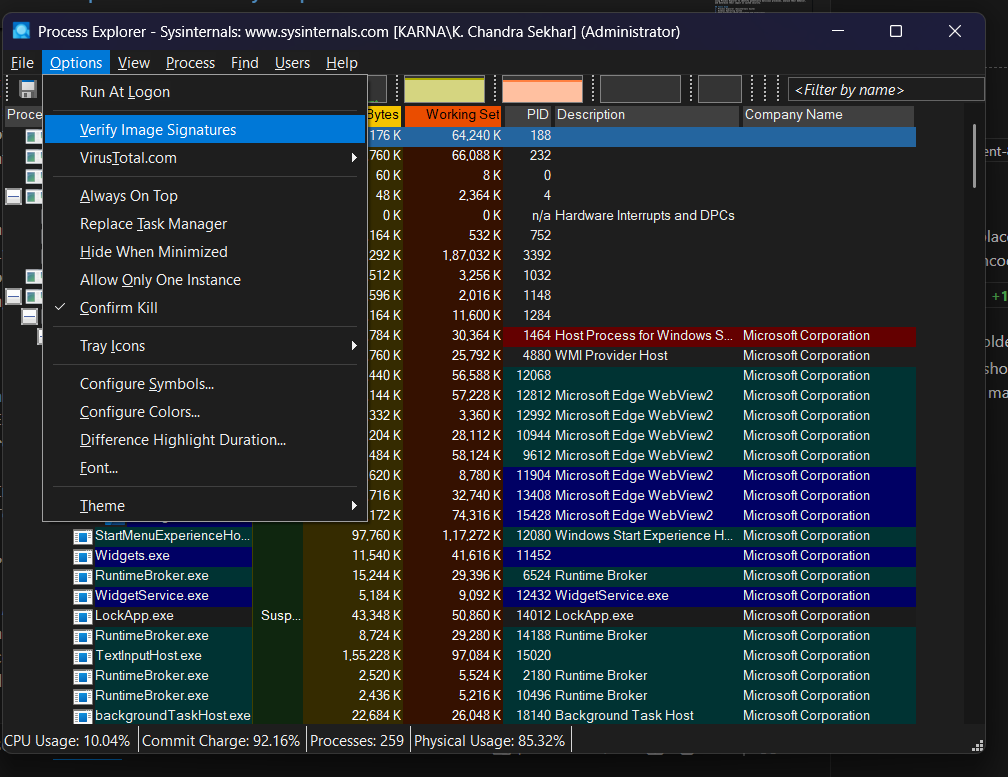 Process Explorer - Sysinternals: www.sysinternals.com [KARNA\K. Chandra Sekhar] (Administrator)
File Options View Process Find Users Help
<Filter by name>
Run At Logon
Verify Image Signatures
VirusTotal.com
Always On Top
Replace Task Manager
Hide When Minimized
Allow Only One Instance
Confirm Kill
Tray Icons
Configure Symbols...
Configure Colors...
Difference Highlight Duration...
Font...
Theme
Proce Bytes Working Set PID Description Company Name
176 K 64,240 K 188
760 K 66,088 K 232
60 K 8 K 0
48 K 2,364 K 4
0 K 0 K n/a Hardware Interrupts and DPCs
164 K 532 K 752
292 K 1,87,032 K 3392
512 K 3,256 K 1032
596 K 2,016 K 1148
164 K 11,600 K 1284
784 K 30,364 K 1464 Host Process for Windows S... Microsoft Corporation
760 K 25,792 K 4880 WMI Provider Host Microsoft Corporation
440 K 56,588 K 12068 Microsoft Corporation
144 K 57,228 K 12812 Microsoft Edge WebView2 Microsoft Corporation
332 K 3,360 K 12992 Microsoft Edge WebView2 Microsoft Corporation
204 K 28,112 K 10944 Microsoft Edge WebView2 Microsoft Corporation
484 K 58,124 K 9612 Microsoft Edge WebView2 Microsoft Corporation
620 K 8,780 K 11904 Microsoft Edge WebView2 Microsoft Corporation
716 K 32,740 K 13408 Microsoft Edge WebView2 Microsoft Corporation
172 K 74,316 K 15428 Microsoft Edge WebView2 Microsoft Corporation
StartMenuExperienceHo... 97,760 K 1,17,272 K 12080 Windows Start Experience H... Microsoft Corporation
Widgets.exe 11,540 K 41,616 K 11452 Microsoft Corporation
RuntimeBroker.exe 15,244 K 29,396 K 6524 Runtime Broker Microsoft Corporation
WidgetService.exe 5,184 K 9,092 K 12432 WidgetService.exe Microsoft Corporation
LockApp.exe Susp... 43,348 K 50,860 K 14012 LockApp.exe Microsoft Corporation
RuntimeBroker.exe 8,724 K 29,280 K 14188 Runtime Broker Microsoft Corporation
TextInputHost.exe 1,55,228 K 97,084 K 15020 Microsoft Corporation
RuntimeBroker.exe 2,520 K 5,524 K 2180 Runtime Broker Microsoft Corporation
RuntimeBroker.exe 2,436 K 5,216 K 10496 Runtime Broker Microsoft Corporation
backgroundTaskHost.exe 22,684 K 26,048 K 18140 Background Task Host Microsoft Corporation
CPU Usage: 10.04% Commit Charge: 92.16% Processes: 259 Physical Usage: 85.32%